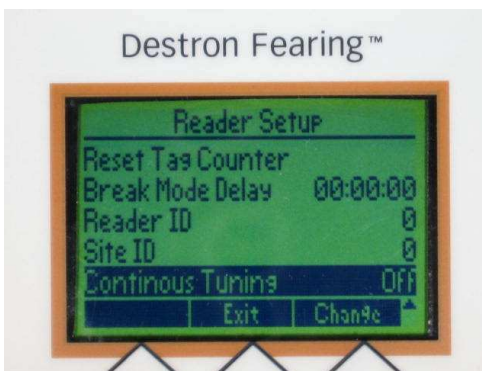 Destron Fearing™
Reader Setup
Reset Tag Counter
Break Mode Delay 00:00:00
Reader ID 0
Site ID 0
Continous Tuning Off
Exit Change